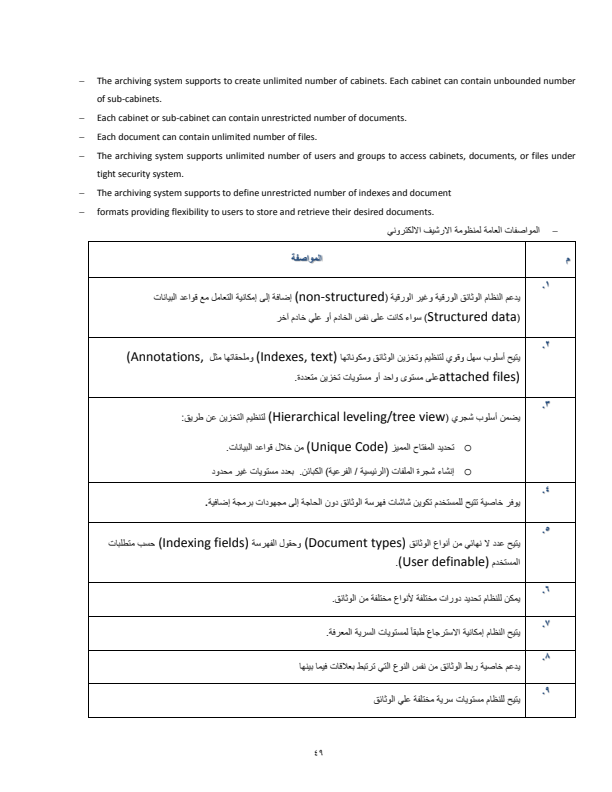 – The archiving system supports to create unlimited number of cabinets. Each cabinet can contain unbounded number
of sub-cabinets.
– Each cabinet or sub-cabinet can contain unrestricted number of documents.
– Each document can contain unlimited number of files.
– The archiving system supports unlimited number of users and groups to access cabinets, documents, or files under
tight security system.
– The archiving system supports to define unrestricted number of indexes and document
– formats providing flexibility to users to store and retrieve their desired documents.
– المواصفات العامة لمنظومة الارشيف الالكتروني
م المواصفة
١.
يدعم النظام الوثائق الورقية وغير الورقية (non-structured) إضافة إلى إمكانية التعامل مع قواعد البيانات
(Structured data) سواء كانت على نفس الخادم أو علي خادم آخر
٢.
يتيح أسلوب سهل وقوي لتنظيم وتخزين الوثائق ومكوناتها (Indexes, text) وملحقاتها مثل (Annotations,
attached files) على مستوى واحد أو مستويات تخزين متعددة.
٣.
يضمن أسلوب شجري (Hierarchical leveling/tree view) لتنظيم التخزين عن طريق:
o تحديد المفتاح المميز (Unique Code) من خلال قواعد البيانات.
o إنشاء شجرة الملفات (الرئيسية / الفرعية) الكبائن. بعدد مستويات غير محدود
٤.
يوفر خاصية تتيح للمستخدم تكوين شاشات فهرسة الوثائق دون الحاجة إلى مجهودات برمجة إضافية.
٥.
يتيح عدد لا نهائي من أنواع الوثائق (Document types) وحقول الفهرسة (Indexing fields) حسب متطلبات
المستخدم (User definable).
٦.
يمكن للنظام تحديد دورات مختلفة لأنواع مختلفة من الوثائق.
٧.
يتيح النظام إمكانية الاسترجاع طبقاً لمستويات السرية المعرفة.
٨.
يدعم خاصية ربط الوثائق من نفس النوع التي ترتبط بعلاقات فيما بينها
٩.
يتيح للنظام مستويات سرية مختلفة علي الوثائق
٤٩